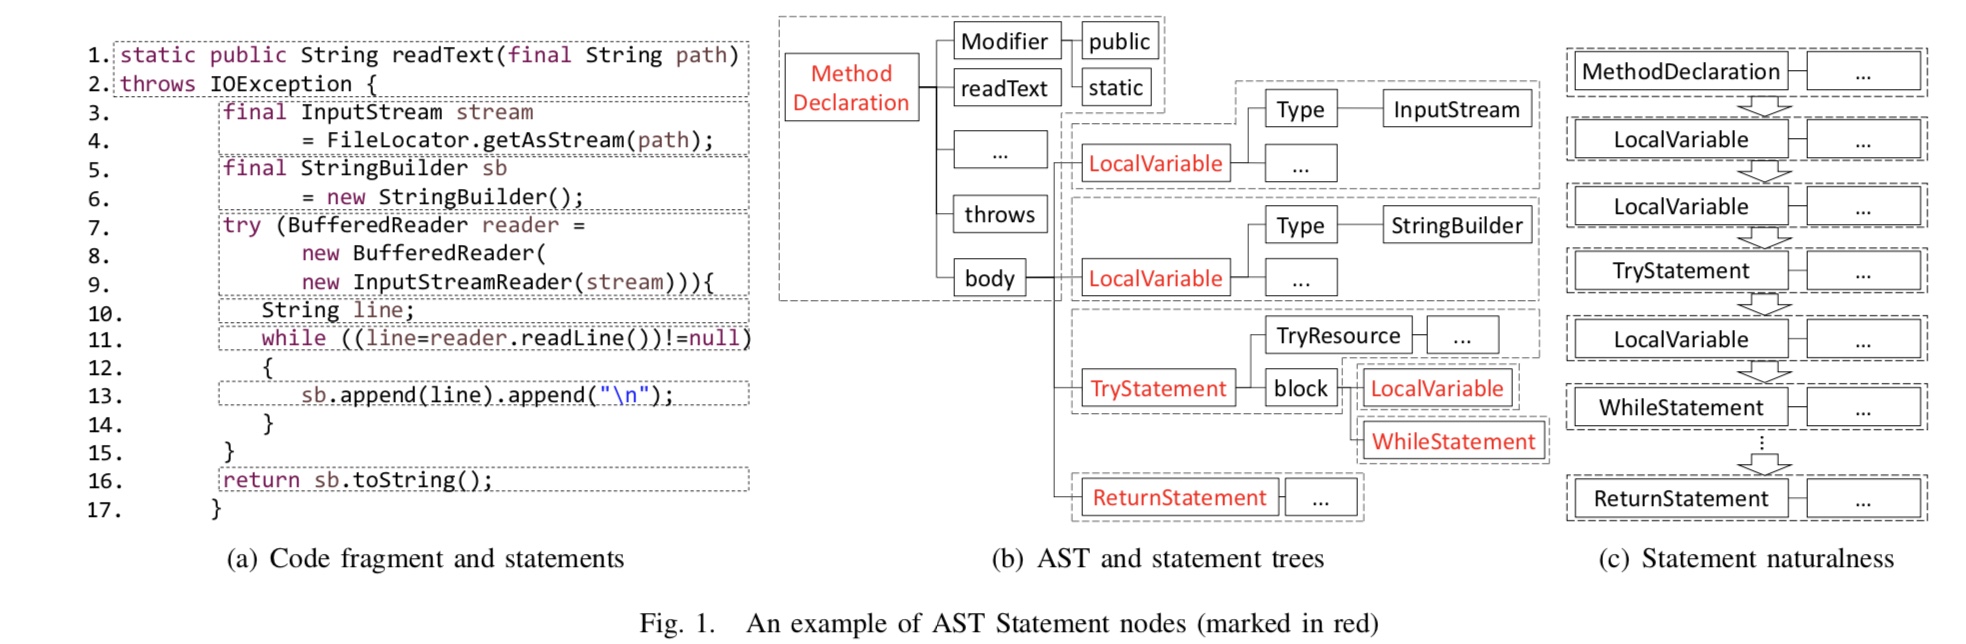 1. static public String readText(final String path)
2. throws IOException {
3. final InputStream stream
4. = FileLocator.getAsStream(path);
5. final StringBuilder sb
6. = new StringBuilder();
7. try (BufferedReader reader =
8. new BufferedReader(
9. new InputStreamReader(stream))){
10. String line;
11. while ((line=reader.readLine())!=null)
12. {
13. sb.append(line).append("\n");
14. }
15. }
16. return sb.toString();
17. }
(a) Code fragment and statements
Method
Declaration
Modifier
public
readText
static
...
throws
body
LocalVariable
Type
InputStream
...
LocalVariable
Type
StringBuilder
...
TryStatement
TryResource
...
block
LocalVariable
WhileStatement
ReturnStatement
...
(b) AST and statement trees
MethodDeclaration ...
LocalVariable ...
LocalVariable ...
TryStatement ...
LocalVariable ...
WhileStatement ...
⋮
ReturnStatement ...
(c) Statement naturalness
Fig. 1. An example of AST Statement nodes (marked in red)